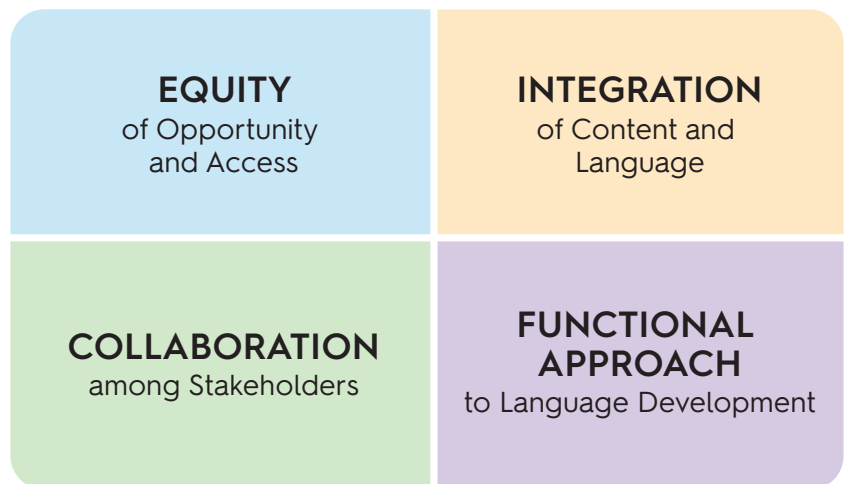 EQUITY
of Opportunity
and Access
INTEGRATION
of Content and
Language
COLLABORATION
among Stakeholders
FUNCTIONAL
APPROACH
to Language Development